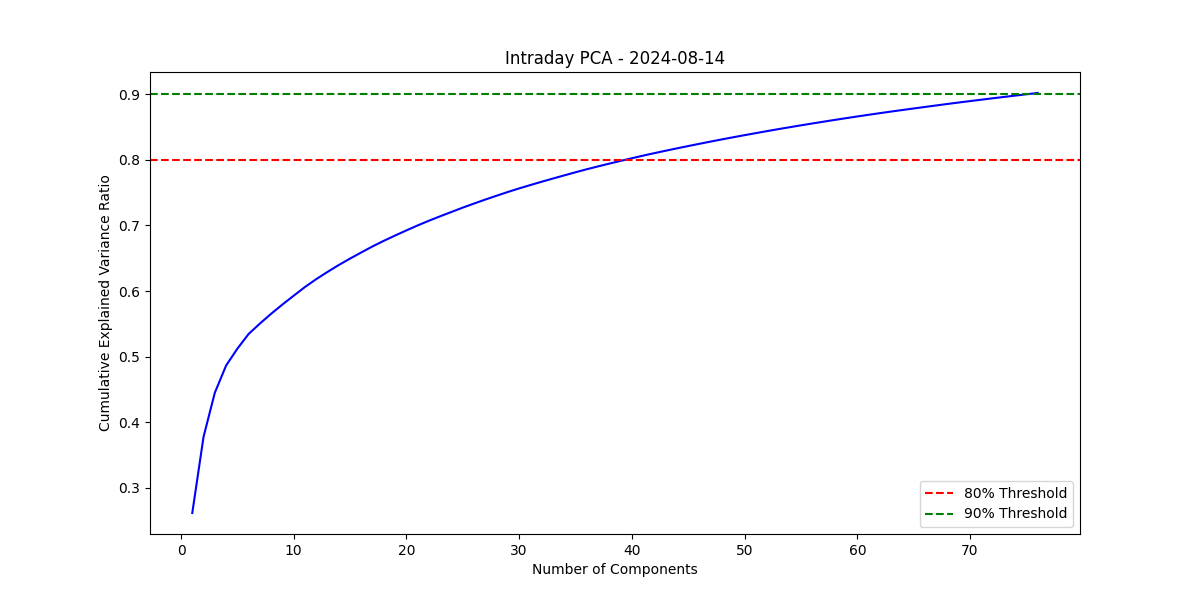 Intraday PCA - 2024-08-14
Cumulative Explained Variance Ratio
0.9
0.8
0.7
0.6
0.5
0.4
0.3
80% Threshold
90% Threshold
0 10 20 30 40 50 60 70
Number of Components